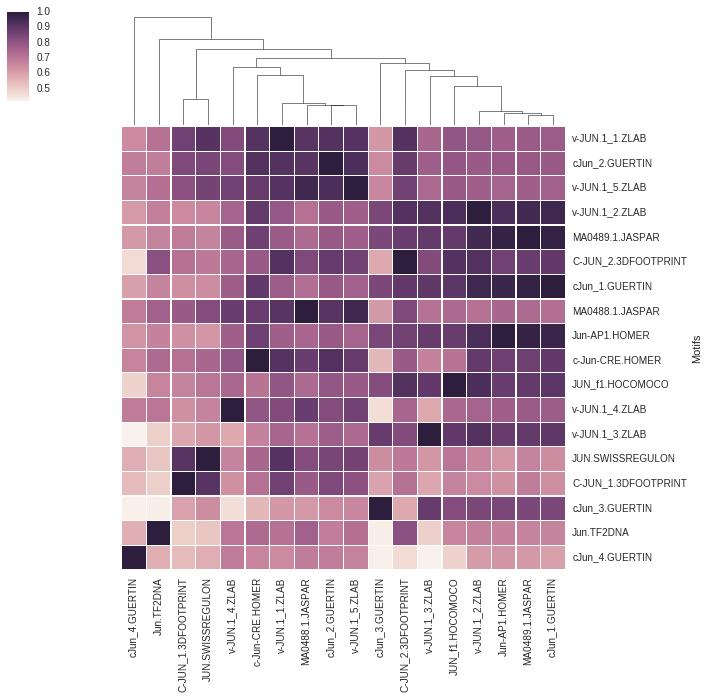 1.0
0.9
0.8
0.7
0.6
0.5
v-JUN.1_1.ZLAB
cJun_2.GUERTIN
v-JUN.1_5.ZLAB
v-JUN.1_2.ZLAB
MA0489.1.JASPAR
C-JUN_2.3DFOOTPRINT
cJun_1.GUERTIN
MA0488.1.JASPAR
Jun-AP1.HOMER
c-Jun-CRE.HOMER
JUN_f1.HOCOMOCO
v-JUN.1_4.ZLAB
v-JUN.1_3.ZLAB
JUN.SWISSREGULON
C-JUN_1.3DFOOTPRINT
cJun_3.GUERTIN
Jun.TF2DNA
cJun_4.GUERTIN
Motifs
cJun_4.GUERTIN
Jun.TF2DNA
C-JUN_1.3DFOOTPRINT
JUN.SWISSREGULON
v-JUN.1_4.ZLAB
c-Jun-CRE.HOMER
v-JUN.1_1.ZLAB
MA0488.1.JASPAR
cJun_2.GUERTIN
v-JUN.1_5.ZLAB
cJun_3.GUERTIN
C-JUN_2.3DFOOTPRINT
v-JUN.1_3.ZLAB
JUN_f1.HOCOMOCO
v-JUN.1_2.ZLAB
Jun-AP1.HOMER
MA0489.1.JASPAR
cJun_1.GUERTIN